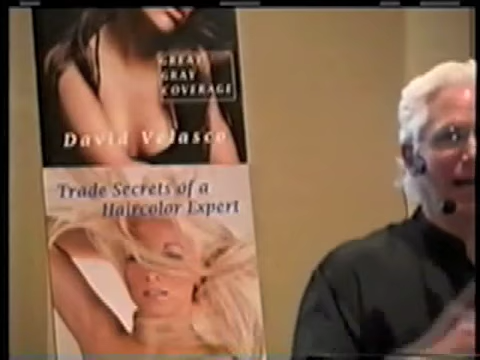 GREAT
GRAY
COVERAGE
David Velasco
Trade Secrets of a
Haircolor Expert